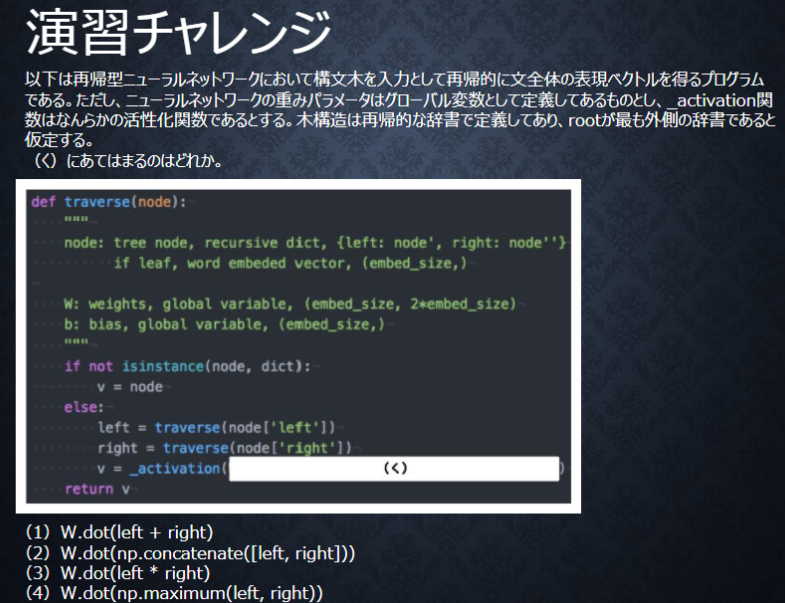 演習チャレンジ
以下は再帰型ニューラルネットワークにおいて構文木を入力として再帰的に文全体の表現ベクトルを得るプログラム
である。ただし、ニューラルネットワークの重みパラメータはグローバル変数として定義してあるものとし、_activation関
数はなんらかの活性化関数であるとする。木構造は再帰的な辞書で定義してあり、rootが最も外側の辞書であると
仮定する。
（く）にあてはまるのはどれか。
def traverse(node):
"""
node: tree node, recursive dict, {left: node', right: node''}
if leaf, word embeded vector, (embed_size,)
W: weights, global variable, (embed_size, 2*embed_size)
b: bias, global variable, (embed_size,)
"""
if not isinstance(node, dict):
v = node
else:
left = traverse(node['left'])
right = traverse(node['right'])
v = _activation( （く） )
return v
（1）W.dot(left + right)
（2）W.dot(np.concatenate([left, right]))
（3）W.dot(left * right)
（4）W.dot(np.maximum(left, right))